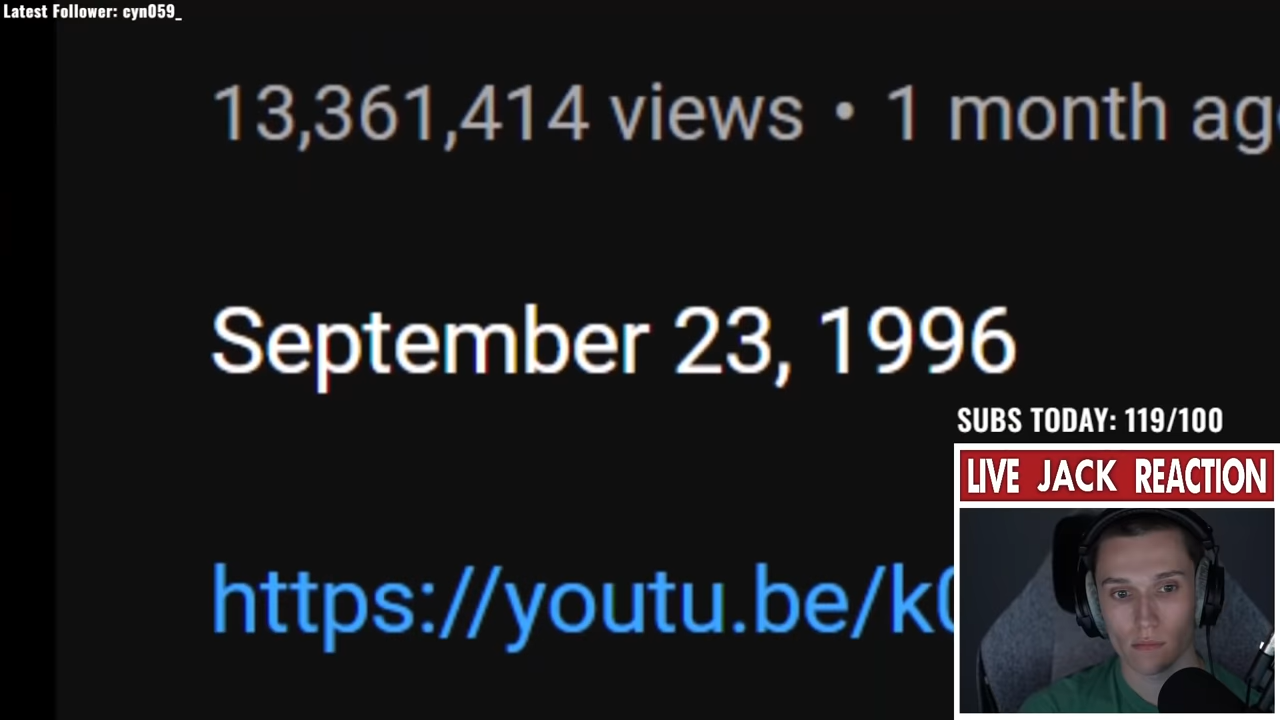 Latest Follower: cyn059_
13,361,414 views • 1 month ag
September 23, 1996
SUBS TODAY: 119/100
LIVE JACK REACTION
https://youtu.be/k0